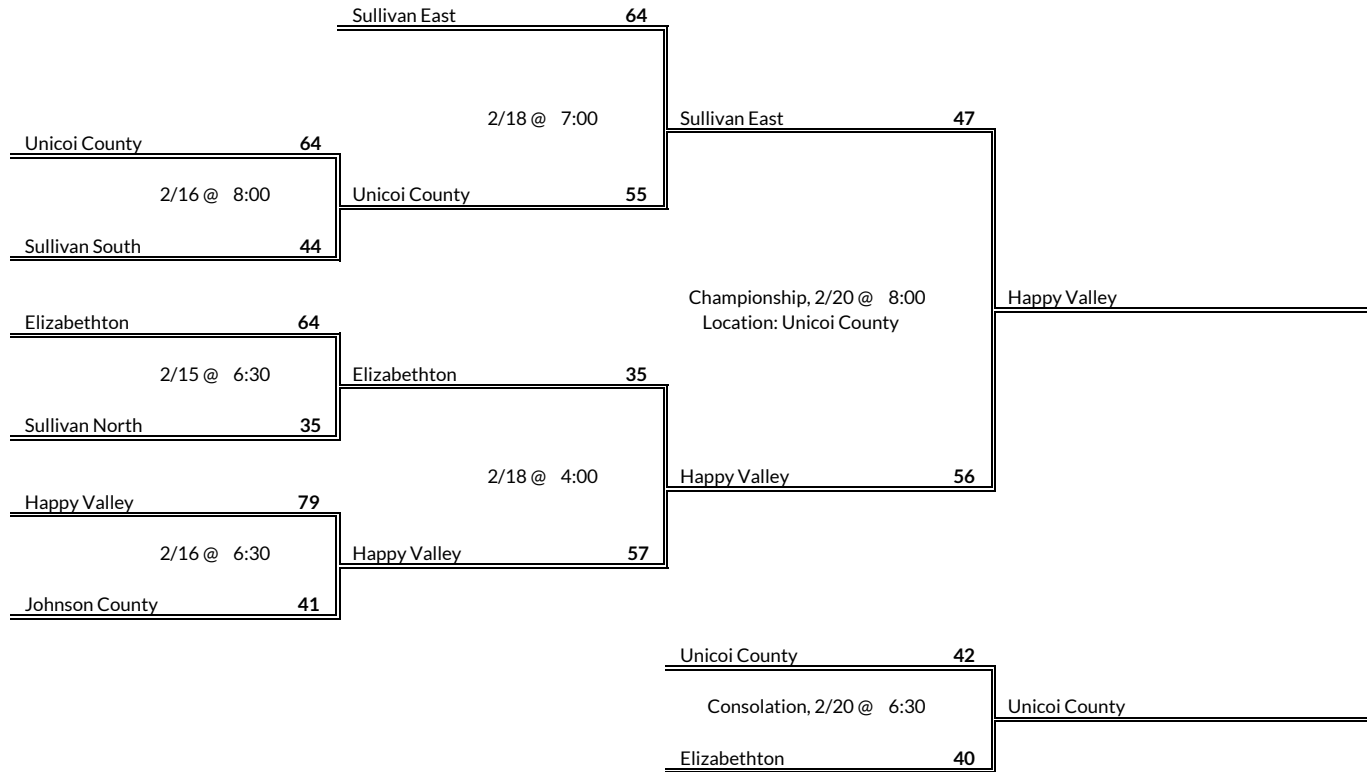 Sullivan East 64
2/18 @ 7:00
Sullivan East 47
Unicoi County 64
2/16 @ 8:00
Unicoi County 55
Sullivan South 44
Championship, 2/20 @ 8:00
Happy Valley
Location: Unicoi County
Elizabethton 64
2/15 @ 6:30
Elizabethton 35
Sullivan North 35
2/18 @ 4:00
Happy Valley 56
Happy Valley 79
2/16 @ 6:30
Happy Valley 57
Johnson County 41
Unicoi County 42
Consolation, 2/20 @ 6:30
Unicoi County
Elizabethton 40